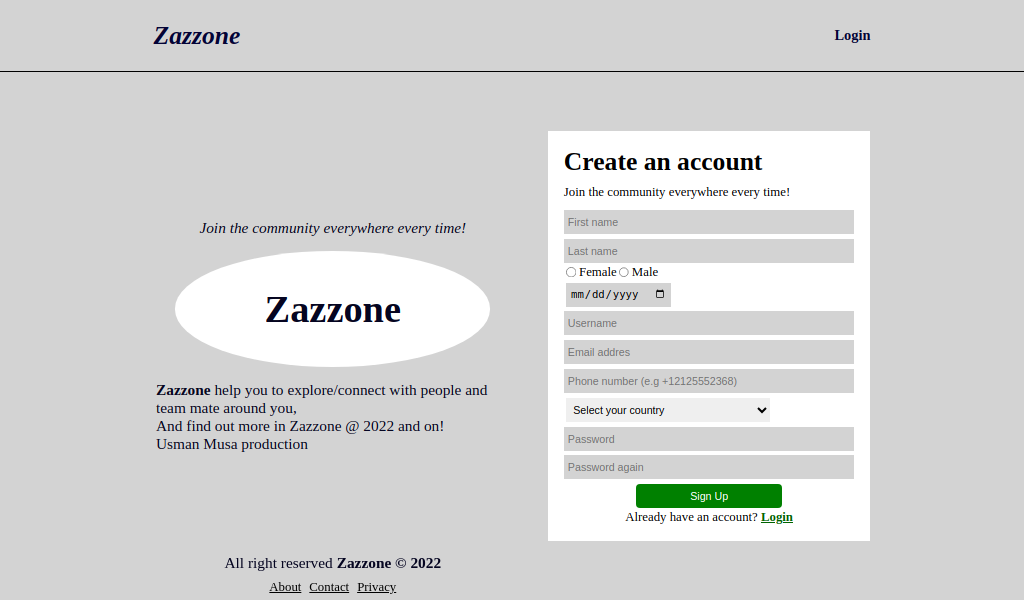 Zazzone
Login
Join the community everywhere every time!
Zazzone
Zazzone help you to explore/connect with people and
team mate around you,
And find out more in Zazzone @ 2022 and on!
Usman Musa production
Create an account
Join the community everywhere every time!
First name
Last name
Female Male
mm/dd/yyyy
Username
Email addres
Phone number (e.g +12125552368)
Select your country
Password
Password again
Sign Up
Already have an account? Login
All right reserved Zazzone © 2022
About Contact Privacy